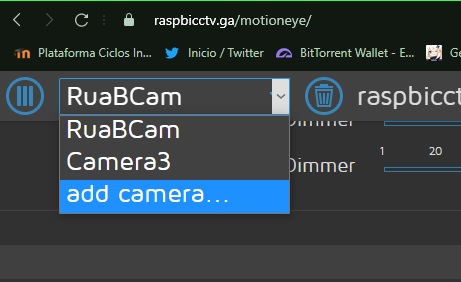 raspbicctv.ga/motioneye/
Plataforma Ciclos In... Inicio / Twitter BitTorrent Wallet - E... Ge
RuaBCam raspbicct
RuaBCam
Dimmer
Camera3
1 20
Dimmer
add camera...